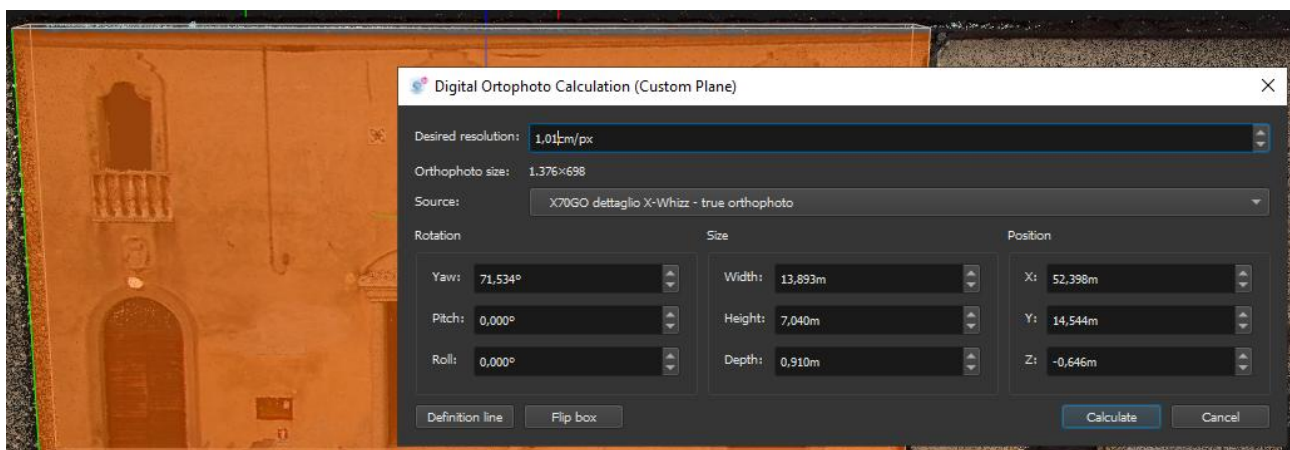 Digital Ortophoto Calculation (Custom Plane)
Desired resolution: 1,01cm/px
Orthophoto size: 1.376×698
Source: X70GO dettaglio X-Whizz - true orthophoto
Rotation Size Position
Yaw: 71,534° Width: 13,893m X: 52,398m
Pitch: 0,000° Height: 7,040m Y: 14,544m
Roll: 0,000° Depth: 0,910m Z: -0,646m
Definition line Flip box Calculate Cancel